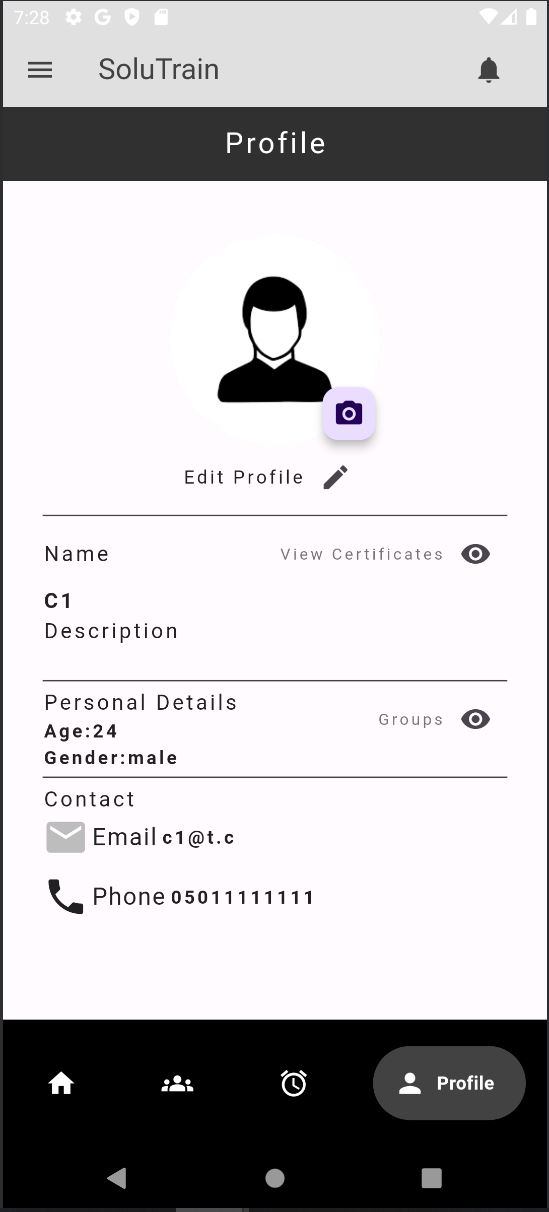 7:28
SoluTrain
Profile
Edit Profile
Name
View Certificates
C1
Description
Personal Details
Groups
Age:24
Gender:male
Contact
Email c1@t.c
Phone 05011111111
Profile